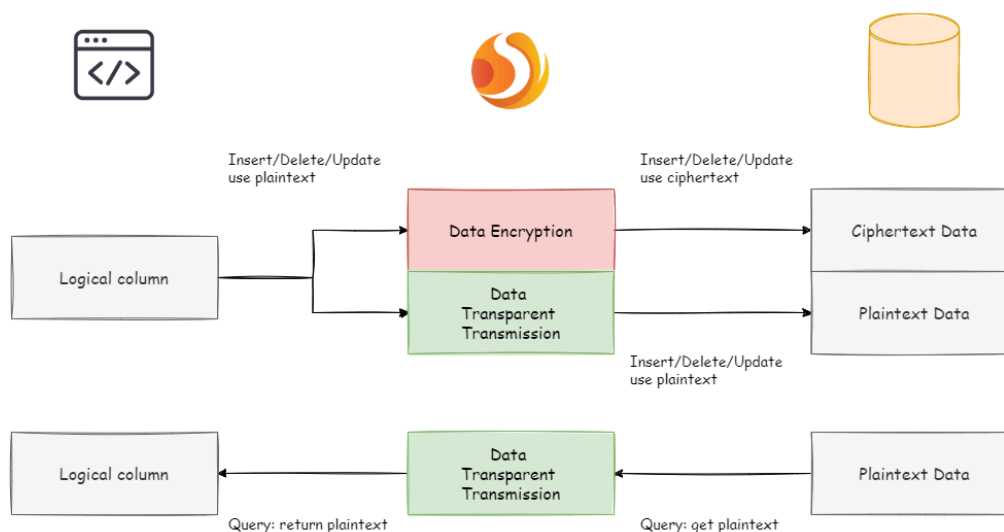 </>
Insert/Delete/Update
use plaintext
Insert/Delete/Update
use ciphertext
Logical column
Data Encryption
Ciphertext Data
Data
Transparent
Transmission
Plaintext Data
Insert/Delete/Update
use plaintext
Logical column
Data
Transparent
Transmission
Plaintext Data
Query: return plaintext
Query: get plaintext